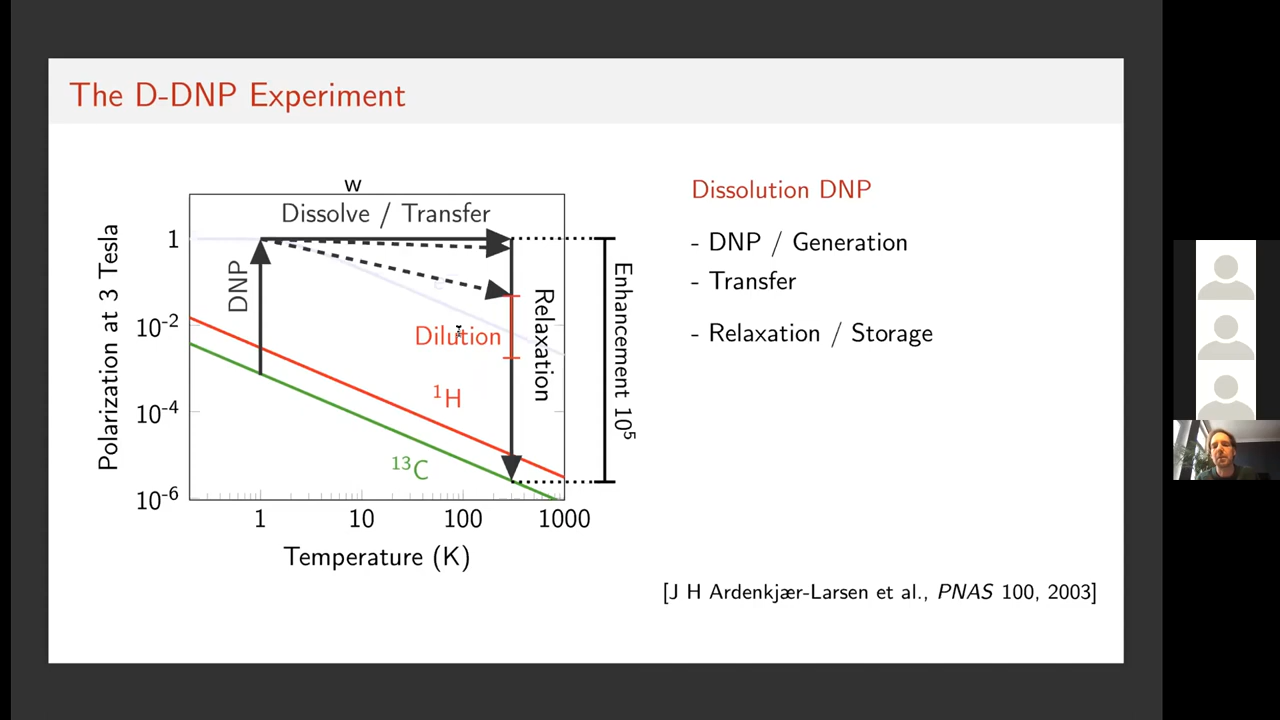 The D-DNP Experiment
w
Dissolve / Transfer
Polarization at 3 Tesla
1
10⁻²
10⁻⁴
10⁻⁶
DNP
e⁻
Dilution
¹H
¹³C
Relaxation
Enhancement 10⁵
1 10 100 1000
Temperature (K)
Dissolution DNP
- DNP / Generation
- Transfer
- Relaxation / Storage
[J H Ardenkjær-Larsen et al., PNAS 100, 2003]